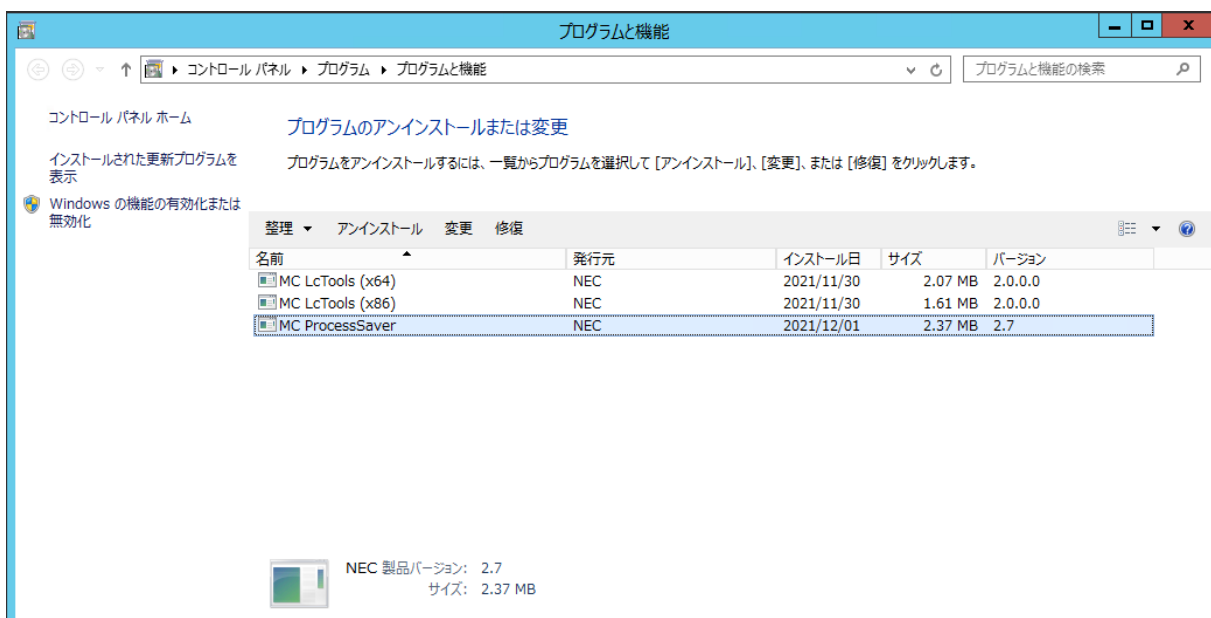 プログラムと機能
コントロール パネル ▸ プログラム ▸ プログラムと機能
プログラムと機能の検索
コントロール パネル ホーム
インストールされた更新プログラムを
表示
Windows の機能の有効化または
無効化
プログラムのアンインストールまたは変更
プログラムをアンインストールするには、一覧からプログラムを選択して [アンインストール]、[変更]、または [修復] をクリックします。
整理 ▼ アンインストール 変更 修復
名前 発行元 インストール日 サイズ バージョン
MC LcTools (x64) NEC 2021/11/30 2.07 MB 2.0.0.0
MC LcTools (x86) NEC 2021/11/30 1.61 MB 2.0.0.0
MC ProcessSaver NEC 2021/12/01 2.37 MB 2.7
NEC 製品バージョン: 2.7
サイズ: 2.37 MB